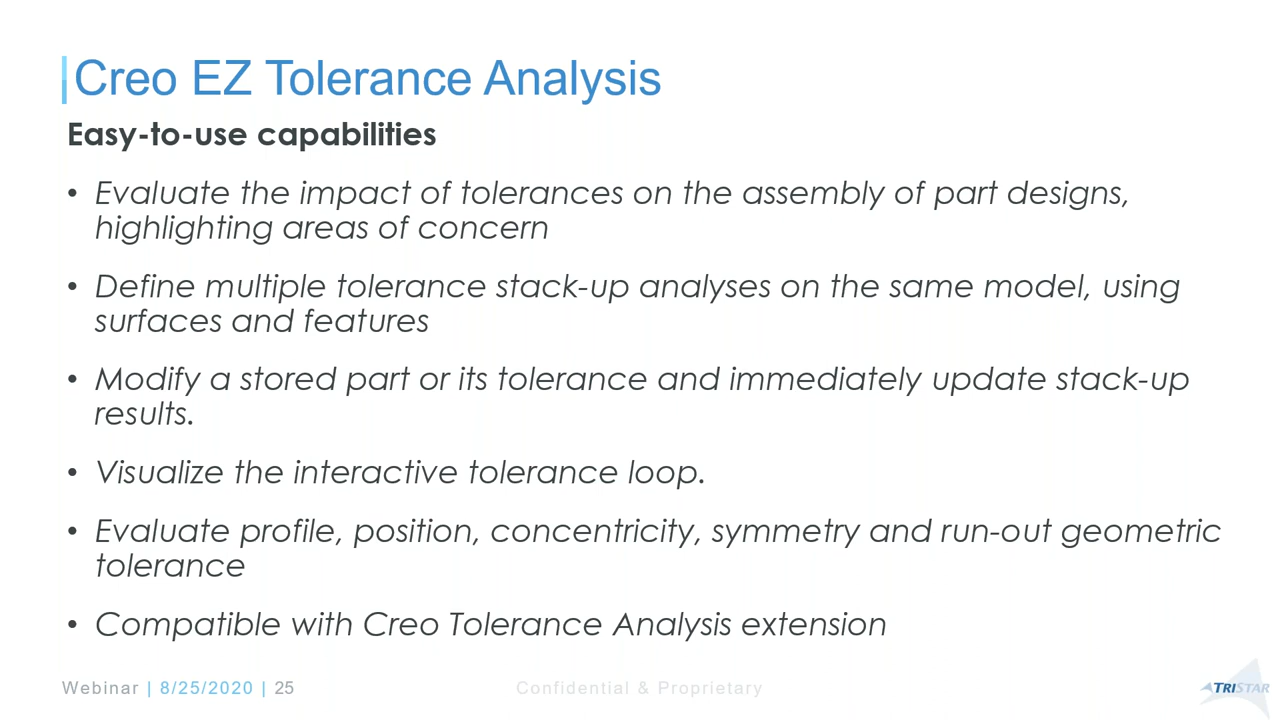 Creo EZ Tolerance Analysis
Easy-to-use capabilities
• Evaluate the impact of tolerances on the assembly of part designs,
highlighting areas of concern
• Define multiple tolerance stack-up analyses on the same model, using
surfaces and features
• Modify a stored part or its tolerance and immediately update stack-up
results.
• Visualize the interactive tolerance loop.
• Evaluate profile, position, concentricity, symmetry and run-out geometric
tolerance
• Compatible with Creo Tolerance Analysis extension
Webinar | 8/25/2020 | 25
Confidential & Proprietary
TRISTAR